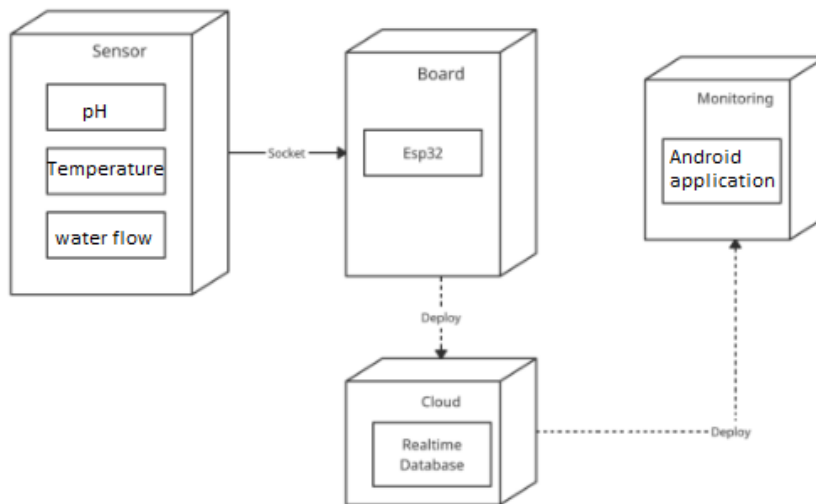 Sensor
pH
Temperature
water flow
Socket
Board
Esp32
Deploy
Cloud
Realtime
Database
Deploy
Monitoring
Android
application